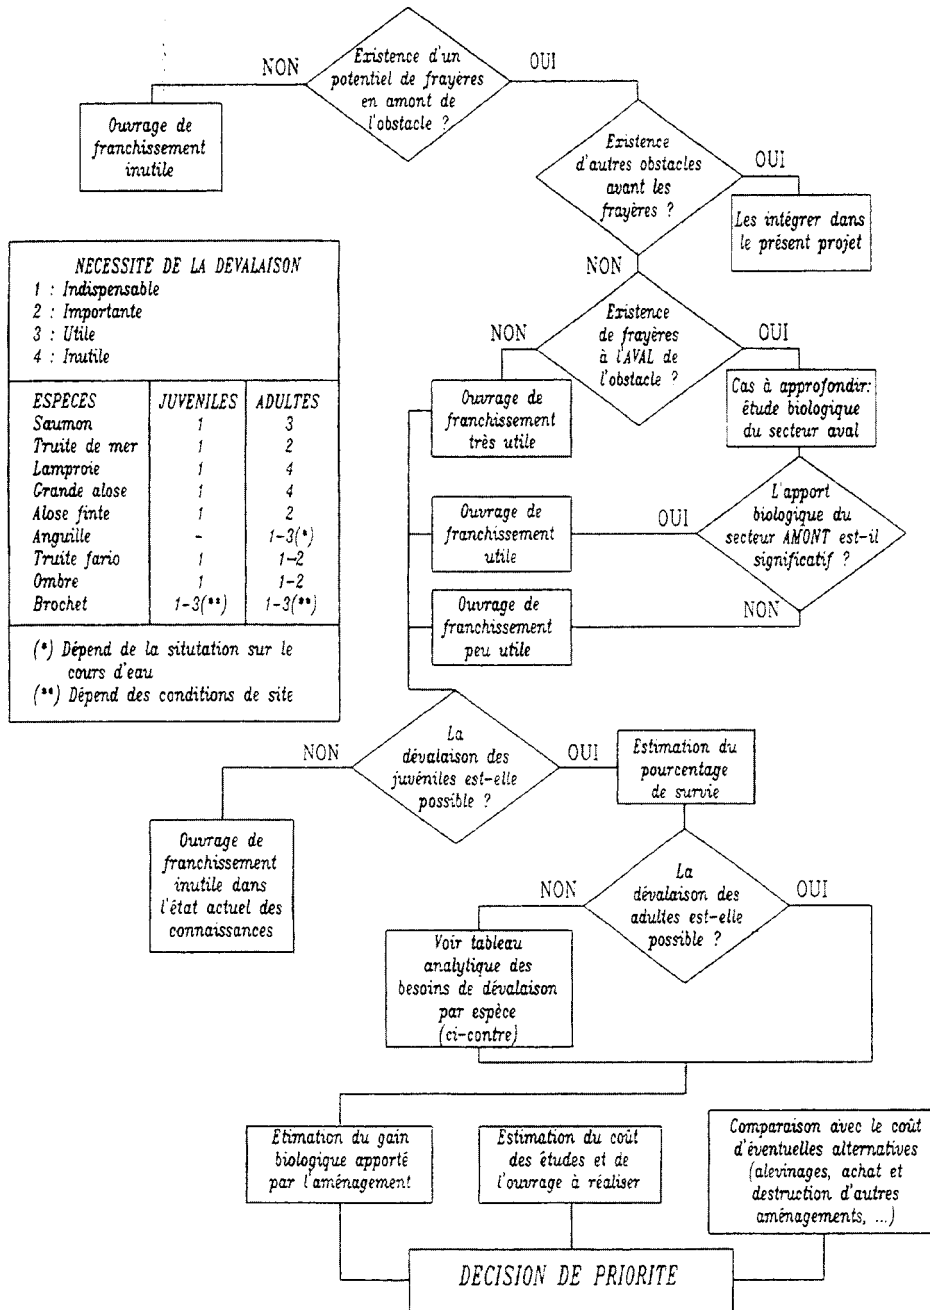 Existence d'un
potentiel de frayères
en amont de
l'obstacle ?
NON
OUI
Ouvrage de
franchissement
inutile
Existence
d'autres obstacles
avant les
frayères ?
OUI
Les intégrer dans
le présent projet
NON
NECESSITE DE LA DEVALAISON
1 : Indispensable
2 : Importante
3 : Utile
4 : Inutile
ESPECES JUVENILES ADULTES
Saumon 1 3
Truite de mer 1 2
Lamproie 1 4
Grande alose 1 4
Alose finte 1 2
Anguille - 1-3(*)
Truite fario 1 1-2
Ombre 1 1-2
Brochet 1-3(**) 1-3(**)
(*) Dépend de la situtation sur le
cours d'eau
(**) Dépend des conditions de site
Existence
de frayères
à l'AVAL de
l'obstacle ?
NON
OUI
Ouvrage de
franchissement
très utile
Cas à approfondir:
étude biologique
du secteur aval
L'apport
biologique du
secteur AMONT est-il
significatif ?
OUI
Ouvrage de
franchissement
utile
NON
Ouvrage de
franchissement
peu utile
La
dévalaison des
juvéniles est-elle
possible ?
NON
OUI
Ouvrage de
franchissement
inutile dans
l'état actuel des
connaissances
Estimation du
pourcentage
de survie
La
dévalaison des
adultes est-elle
possible ?
NON
OUI
Voir tableau
analytique des
besoins de dévalaison
par espèce
(ci-contre)
Etimation du gain
biologique apporté
par l'aménagement
Estimation du coût
des études et de
l'ouvrage à réaliser
Comparaison avec le coût
d'éventuelles alternatives
(alevinages, achat et
destruction d'autres
aménagements, ...)
DECISION DE PRIORITE